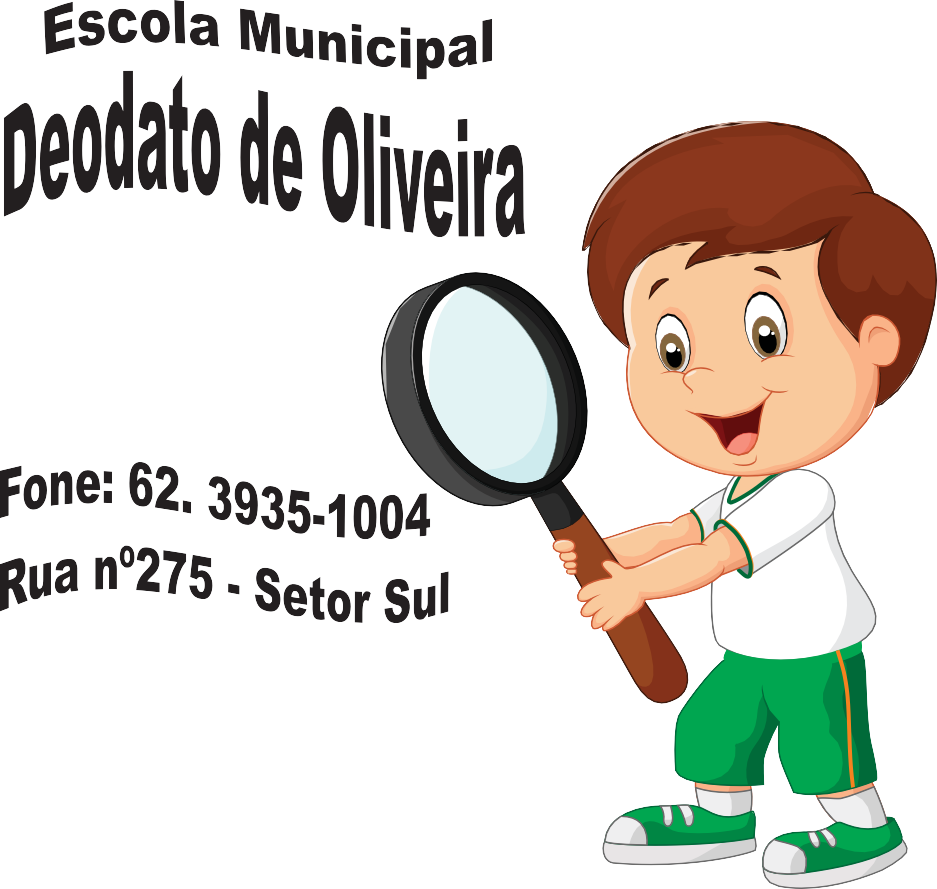 Escola Municipal
Deodato de Oliveira
Fone: 62. 3935-1004
Rua nº275 - Setor Sul